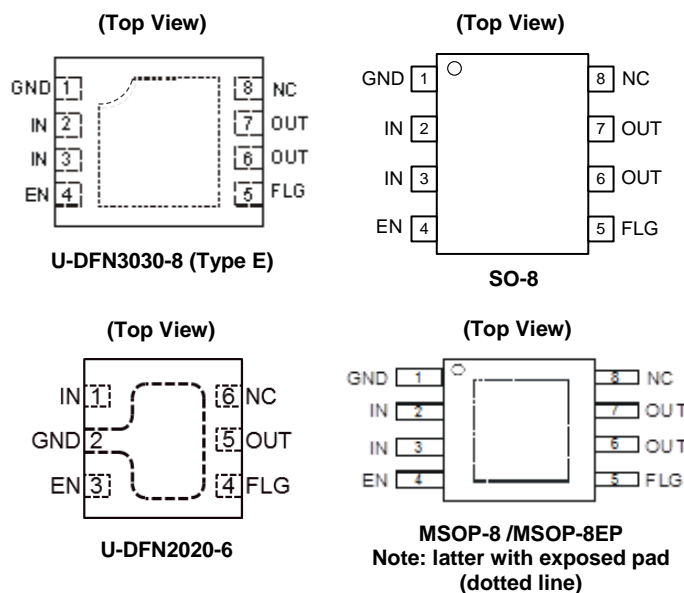 (Top View)
GND 1 8 NC
IN 2 7 OUT
IN 3 6 OUT
EN 4 5 FLG
U-DFN3030-8 (Type E)
(Top View)
GND 1 8 NC
IN 2 7 OUT
IN 3 6 OUT
EN 4 5 FLG
SO-8
(Top View)
IN 1 6 NC
GND 2 5 OUT
EN 3 4 FLG
U-DFN2020-6
(Top View)
GND 1 8 NC
IN 2 7 OUT
IN 3 6 OUT
EN 4 5 FLG
MSOP-8 /MSOP-8EP
Note: latter with exposed pad
(dotted line)